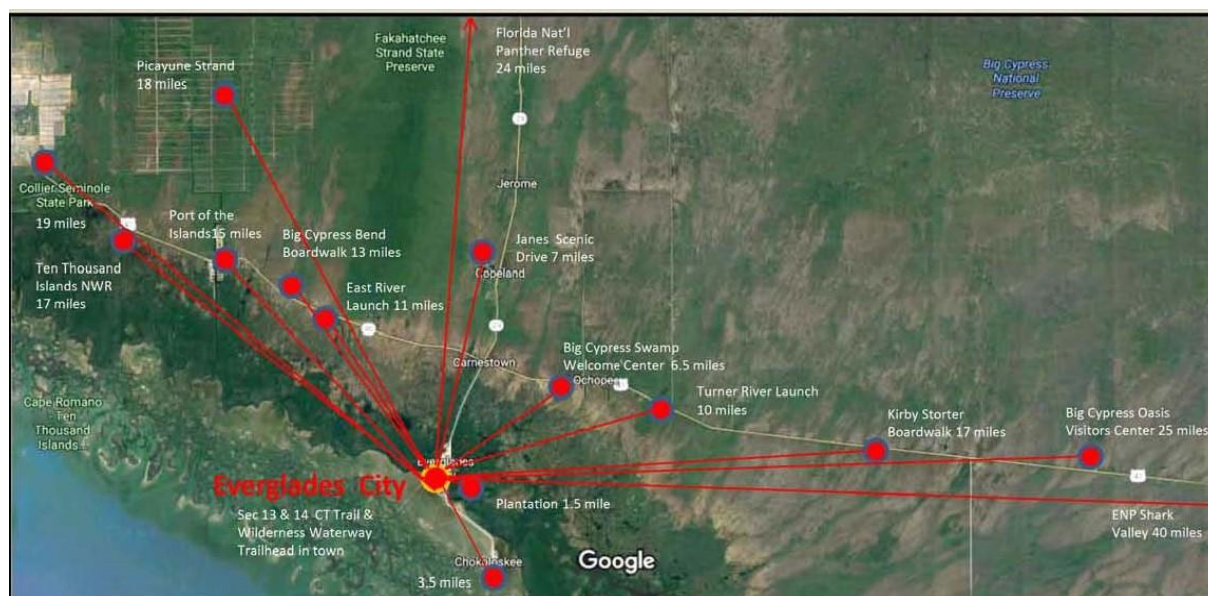 Fakahatchee
Strand State
Preserve
Florida Nat'l
Panther Refuge
24 miles
Big Cypress
National
Preserve
Picayune Strand
18 miles
29
Jerome
Collier Seminole
State Park
19 miles
Port of the
Islands15 miles
Big Cypress Bend
Boardwalk 13 miles
Janes Scenic
Drive 7 miles
Copeland
Ten Thousand
Islands NWR
17 miles
East River
Launch 11 miles
29
Carnestown
Big Cypress Swamp
Welcome Center 6.5 miles
Ochopee
Turner River Launch
10 miles
Cape Romano
Ten
Thousand
Islands
Kirby Storter
Boardwalk 17 miles
Big Cypress Oasis
Visitors Center 25 miles
41
Everglades
Everglades City
Plantation 1.5 mile
Sec 13 & 14 CT Trail &
Wilderness Waterway
Trailhead in town
ENP Shark
Valley 40 miles
Chokoloskee
3.5 miles
Google